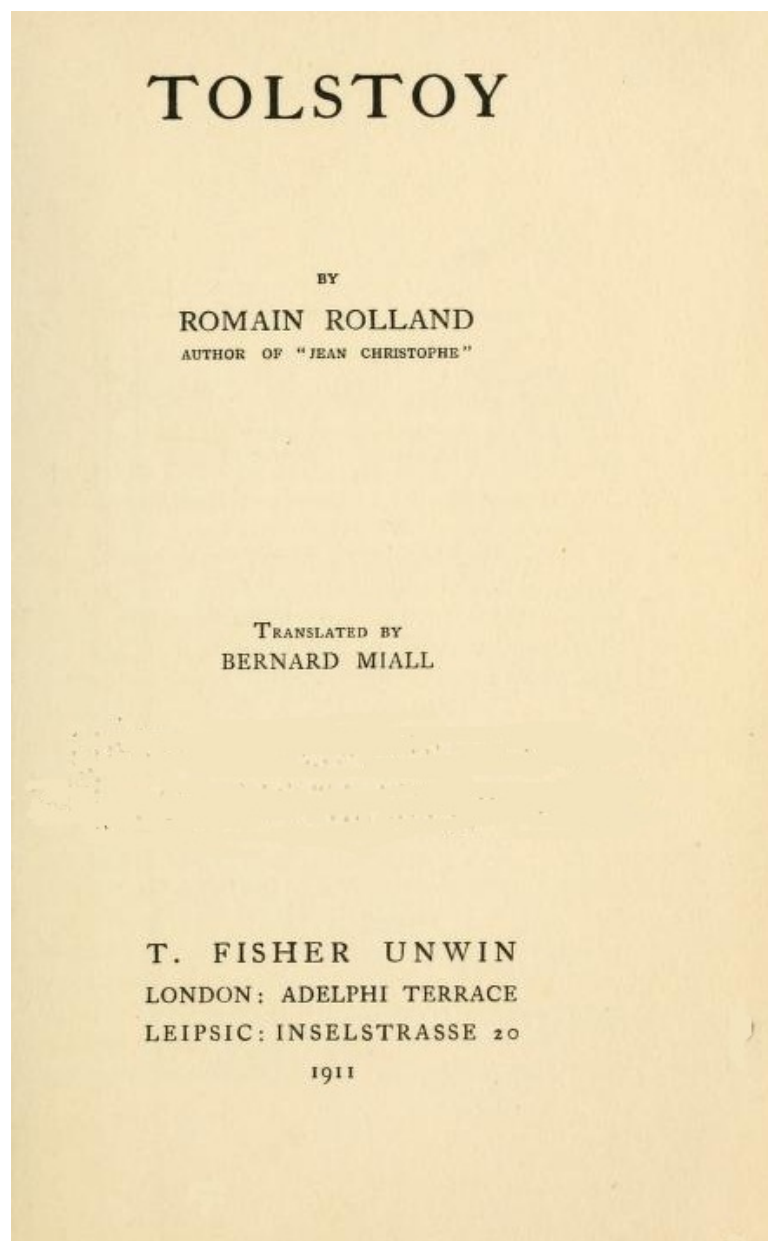 TOLSTOY
BY
ROMAIN ROLLAND
AUTHOR OF "JEAN CHRISTOPHE"
TRANSLATED BY
BERNARD MIALL
T. FISHER UNWIN
LONDON: ADELPHI TERRACE
LEIPSIC: INSELSTRASSE 20
1911